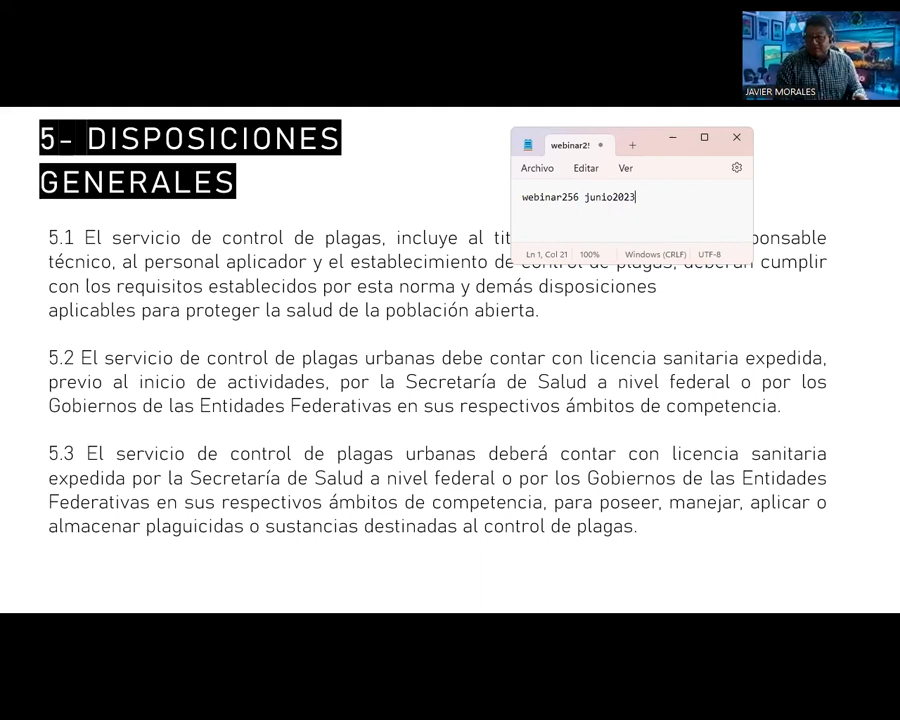 JAVIER MORALES
5- DISPOSICIONES
GENERALES
webinar2!
Archivo Editar Ver
webinar256 junio2023
Ln 1, Col 21 100% Windows (CRLF) UTF-8
5.1 El servicio de control de plagas, incluye al
técnico, al personal aplicador y el establecimiento de control de plagas, deberán cumplir
con los requisitos establecidos por esta norma y demás disposiciones
aplicables para proteger la salud de la población abierta.
5.2 El servicio de control de plagas urbanas debe contar con licencia sanitaria expedida,
previo al inicio de actividades, por la Secretaría de Salud a nivel federal o por los
Gobiernos de las Entidades Federativas en sus respectivos ámbitos de competencia.
5.3 El servicio de control de plagas urbanas deberá contar con licencia sanitaria
expedida por la Secretaría de Salud a nivel federal o por los Gobiernos de las Entidades
Federativas en sus respectivos ámbitos de competencia, para poseer, manejar, aplicar o
almacenar plaguicidas o sustancias destinadas al control de plagas.